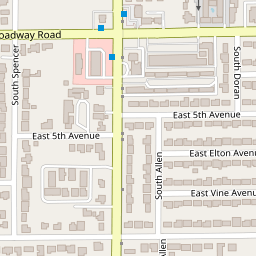 oadway Road
South Spencer
South Doran
East 5th Avenue
East 5th Avenue
East Elton Avenue
South Allen
East Vine Avenue
Allen